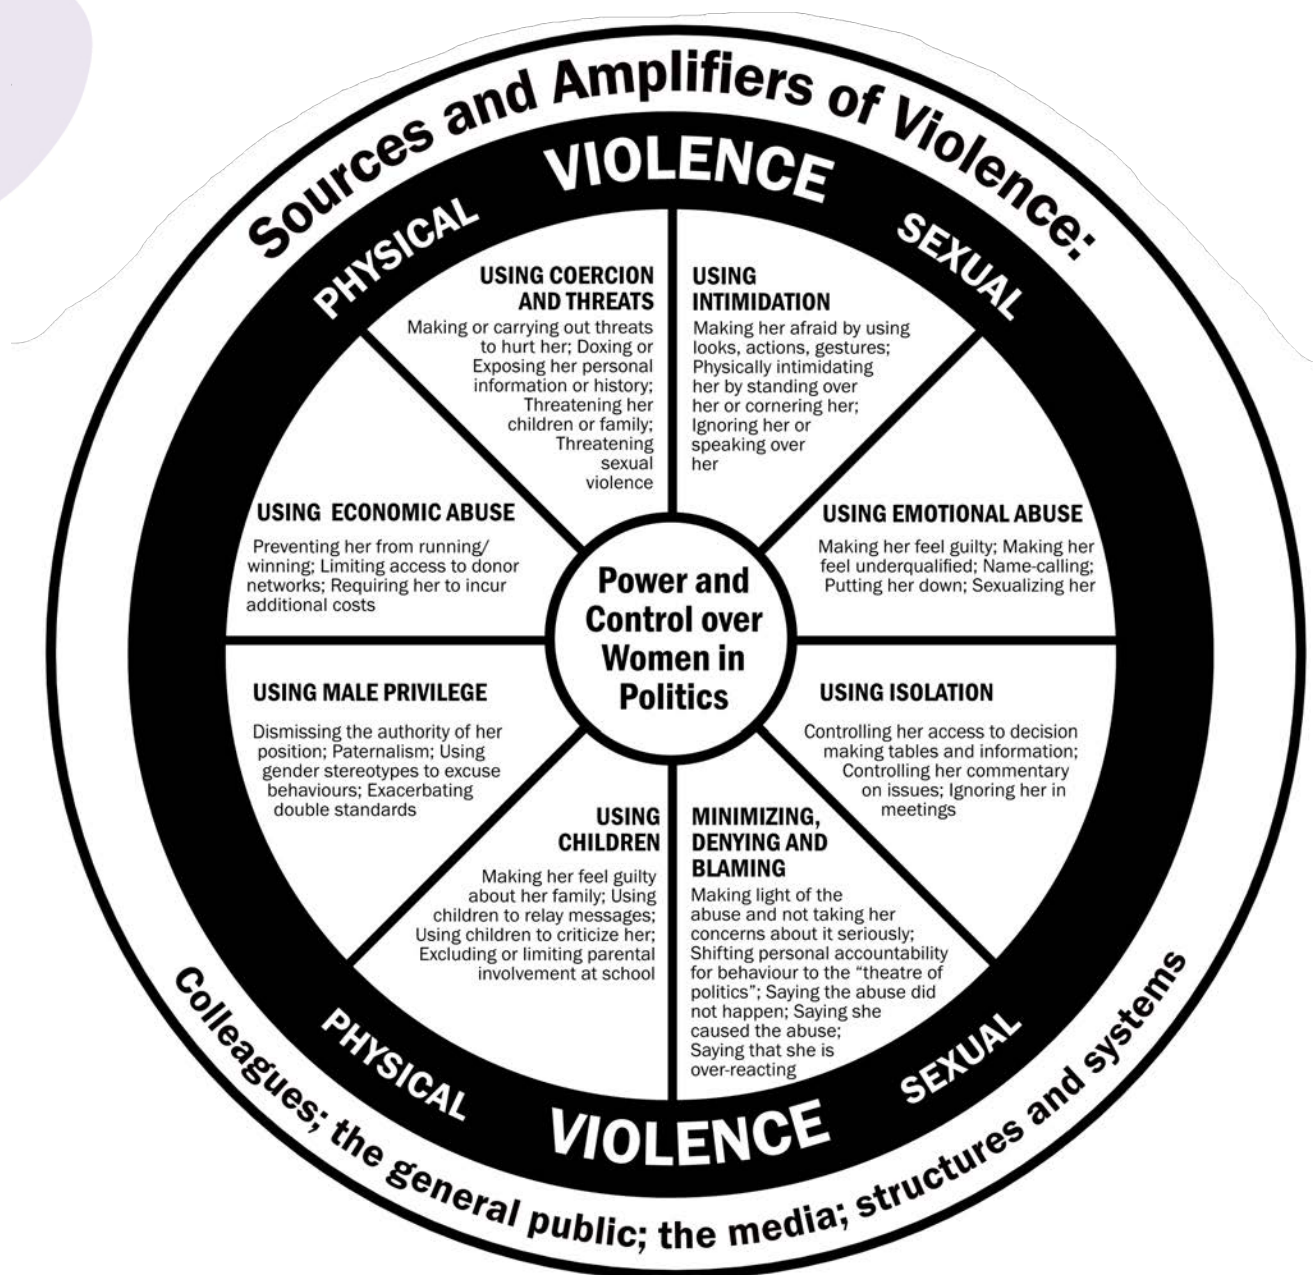 Sources and Amplifiers of Violence:
VIOLENCE
PHYSICAL
SEXUAL
USING COERCION
AND THREATS
Making or carrying out threats
to hurt her; Doxing or
Exposing her personal
information or history;
Threatening her
children or family;
Threatening
sexual
violence
USING
INTIMIDATION
Making her afraid by using
looks, actions, gestures;
Physically intimidating
her by standing over
her or cornering her;
Ignoring her or
speaking over
her
USING ECONOMIC ABUSE
Preventing her from running/
winning; Limiting access to donor
networks; Requiring her to incur
additional costs
USING EMOTIONAL ABUSE
Making her feel guilty; Making her
feel underqualified; Name-calling;
Putting her down; Sexualizing her
Power and
Control over
Women in
Politics
USING MALE PRIVILEGE
Dismissing the authority of her
position; Paternalism; Using
gender stereotypes to excuse
behaviours; Exacerbating
double standards
USING ISOLATION
Controlling her access to decision
making tables and information;
Controlling her commentary
on issues; Ignoring her in
meetings
USING
CHILDREN
Making her feel guilty
about her family; Using
children to relay messages;
Using children to criticize her;
Excluding or limiting parental
involvement at school
MINIMIZING,
DENYING AND
BLAMING
Making light of the
abuse and not taking her
concerns about it seriously;
Shifting personal accountability
for behaviour to the “theatre of
politics”; Saying the abuse did
not happen; Saying she
caused the abuse;
Saying that she is
over-reacting
PHYSICAL
SEXUAL
VIOLENCE
Colleagues; the general public; the media; structures and systems